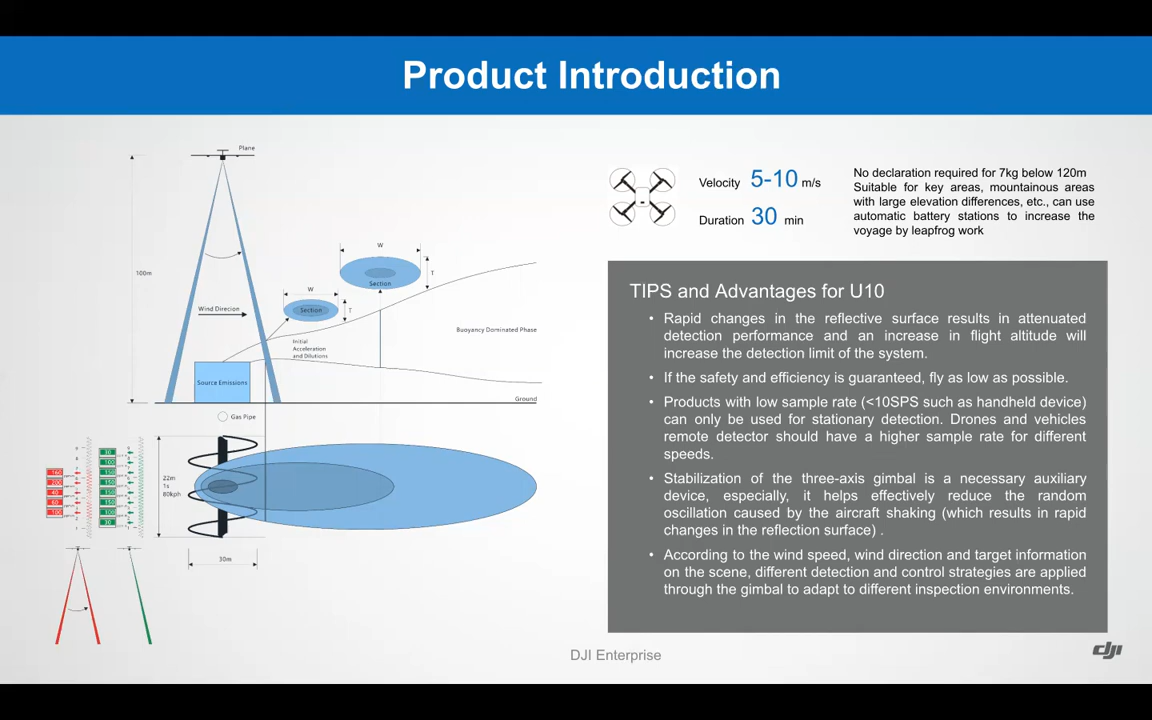 Product Introduction
Plane
100m
W
T
Section
W
T
Section
Wind Direcion
Initial
Acceleration
and Dilutions
Buoyancy Dominated Phase
Source Emissions
Ground
Gas Pipe
22m
1s
80kph
30m
Velocity 5-10 m/s
Duration 30 min
No declaration required for 7kg below 120m
Suitable for key areas, mountainous areas
with large elevation differences, etc., can use
automatic battery stations to increase the
voyage by leapfrog work
TIPS and Advantages for U10
• Rapid changes in the reflective surface results in attenuated
detection performance and an increase in flight altitude will
increase the detection limit of the system.
• If the safety and efficiency is guaranteed, fly as low as possible.
• Products with low sample rate (<10SPS such as handheld device)
can only be used for stationary detection. Drones and vehicles
remote detector should have a higher sample rate for different
speeds.
• Stabilization of the three-axis gimbal is a necessary auxiliary
device, especially, it helps effectively reduce the random
oscillation caused by the aircraft shaking (which results in rapid
changes in the reflection surface) .
• According to the wind speed, wind direction and target information
on the scene, different detection and control strategies are applied
through the gimbal to adapt to different inspection environments.
DJI Enterprise
dji